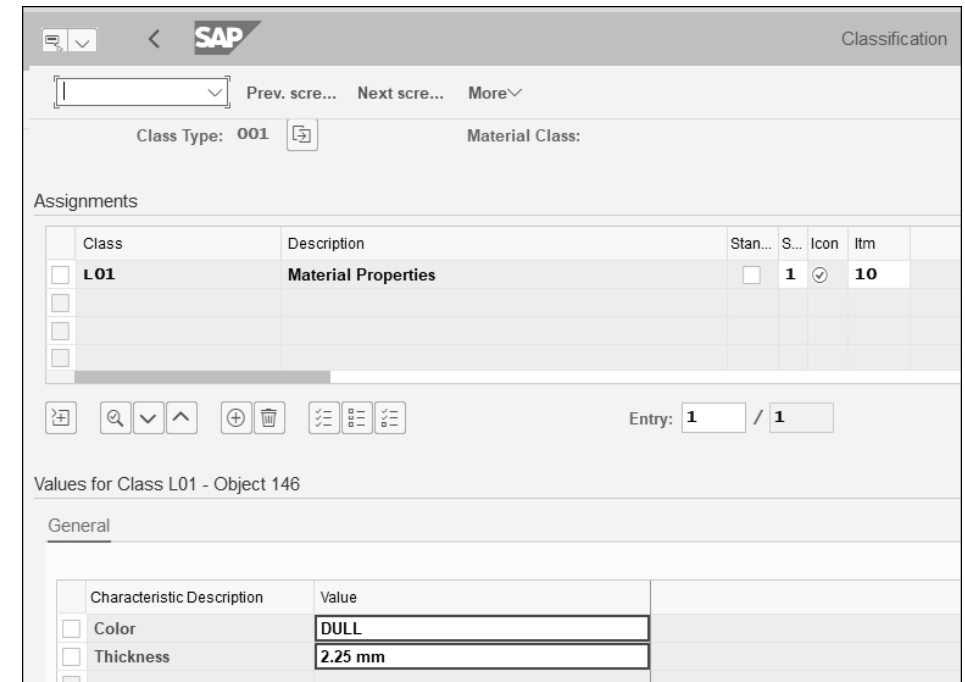 SAP Classification
Prev. scre... Next scre... More
Class Type: 001 Material Class:
Assignments
Class Description Stan... S... Icon Itm
L01 Material Properties 1 10
Entry: 1 / 1
Values for Class L01 - Object 146
General
Characteristic Description Value
Color DULL
Thickness 2.25 mm